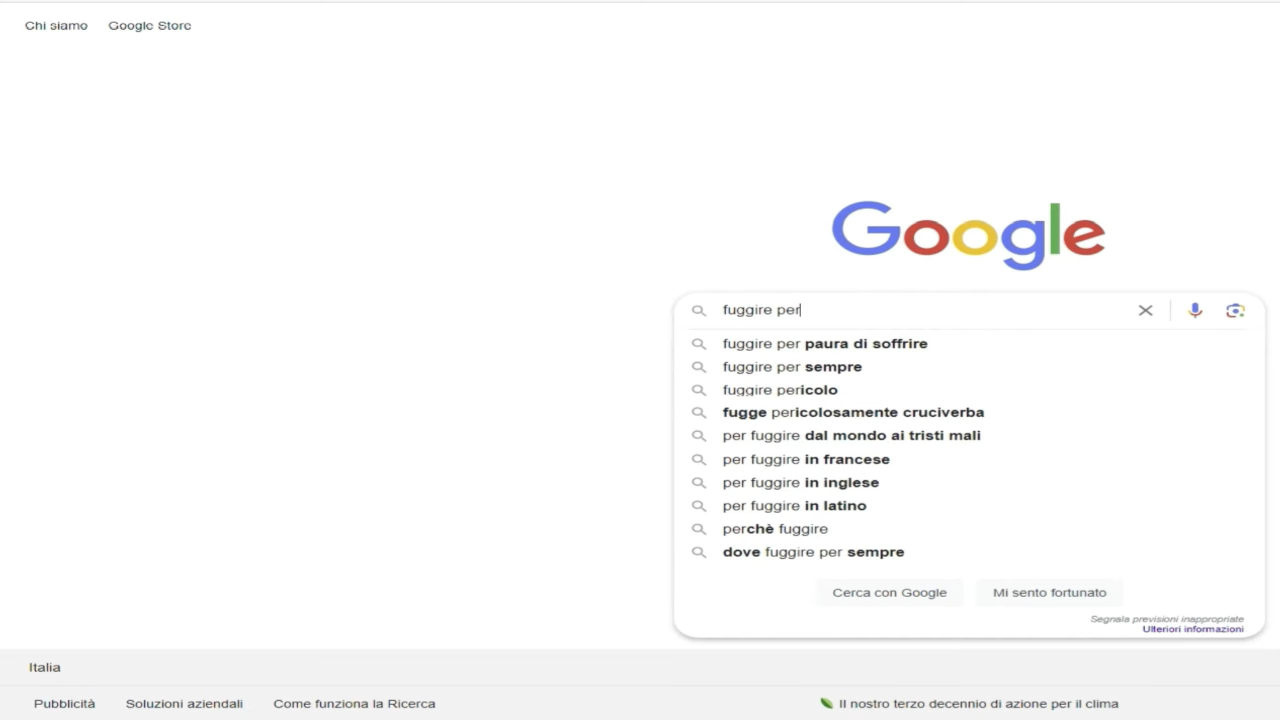 Chi siamo Google Store
Google
fuggire per
fuggire per paura di soffrire
fuggire per sempre
fuggire pericolo
fugge pericolosamente cruciverba
per fuggire dal mondo ai tristi mali
per fuggire in francese
per fuggire in inglese
per fuggire in latino
perchè fuggire
dove fuggire per sempre
Cerca con Google Mi sento fortunato
Segnala previsioni inappropriate
Ulteriori informazioni
Italia
Pubblicità Soluzioni aziendali Come funziona la Ricerca Il nostro terzo decennio di azione per il clima